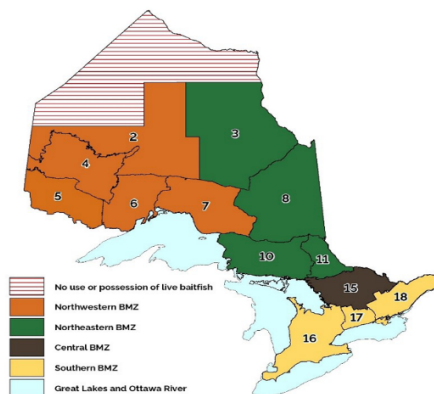 2
3
4
5
6
7
8
10
11
15
18
17
16
No use or possession of live baitfish
Northwestern BMZ
Northeastern BMZ
Central BMZ
Southern BMZ
Great Lakes and Ottawa River